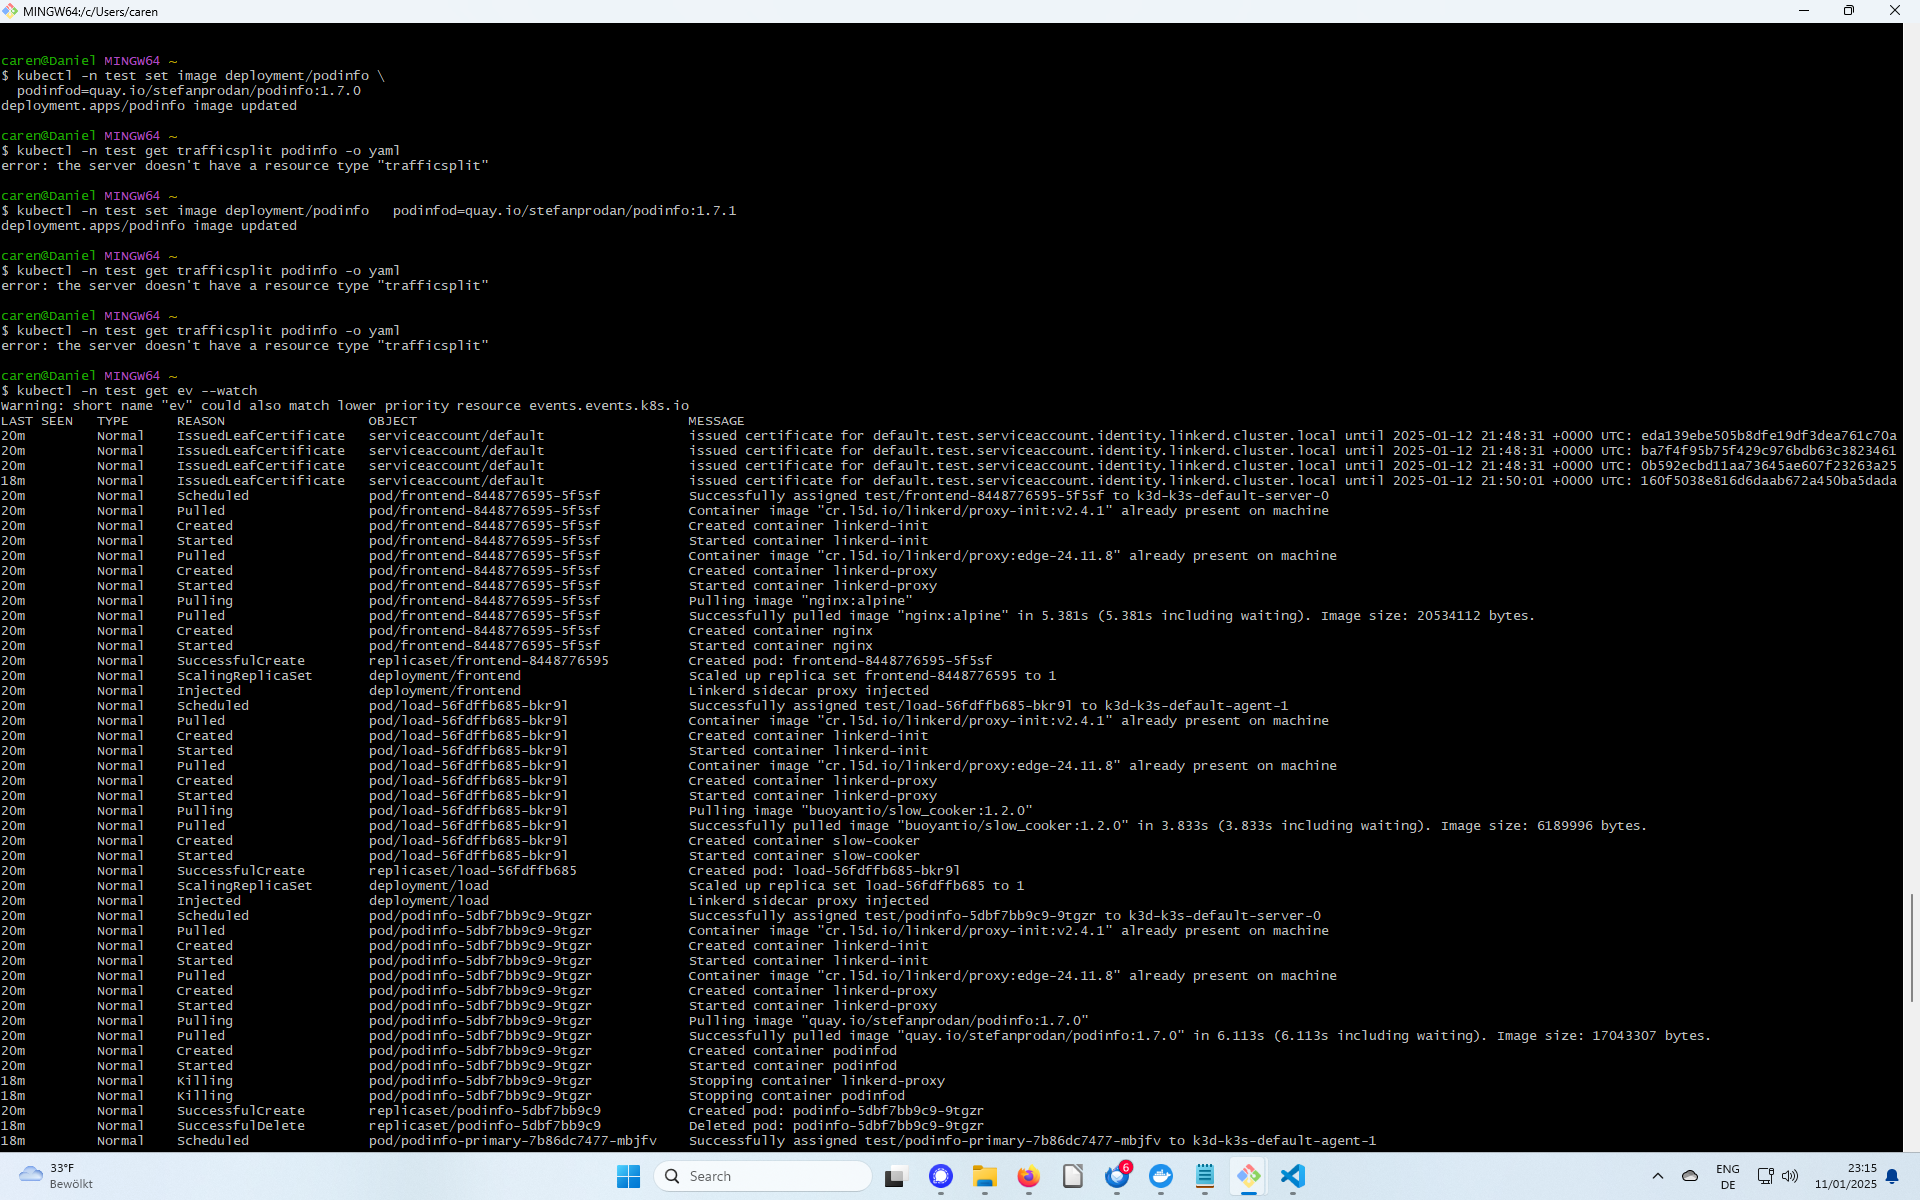 MINGW64:/c/Users/caren
caren@Daniel MINGW64 ~
$ kubectl -n test set image deployment/podinfo \
  podinfod=quay.io/stefanprodan/podinfo:1.7.0
deployment.apps/podinfo image updated
caren@Daniel MINGW64 ~
$ kubectl -n test get trafficsplit podinfo -o yaml
error: the server doesn't have a resource type "trafficsplit"
caren@Daniel MINGW64 ~
$ kubectl -n test set image deployment/podinfo   podinfod=quay.io/stefanprodan/podinfo:1.7.1
deployment.apps/podinfo image updated
caren@Daniel MINGW64 ~
$ kubectl -n test get trafficsplit podinfo -o yaml
error: the server doesn't have a resource type "trafficsplit"
caren@Daniel MINGW64 ~
$ kubectl -n test get trafficsplit podinfo -o yaml
error: the server doesn't have a resource type "trafficsplit"
caren@Daniel MINGW64 ~
$ kubectl -n test get ev --watch
Warning: short name "ev" could also match lower priority resource events.events.k8s.io
LAST SEEN   TYPE      REASON                  OBJECT                                  MESSAGE
20m         Normal    IssuedLeafCertificate   serviceaccount/default                  issued certificate for default.test.serviceaccount.identity.linkerd.cluster.local until 2025-01-12 21:48:31 +0000 UTC: eda139ebe505b8dfe19df3dea761c70a
20m         Normal    IssuedLeafCertificate   serviceaccount/default                  issued certificate for default.test.serviceaccount.identity.linkerd.cluster.local until 2025-01-12 21:48:31 +0000 UTC: ba7f4f95b75f429c976bdb63c3823461
20m         Normal    IssuedLeafCertificate   serviceaccount/default                  issued certificate for default.test.serviceaccount.identity.linkerd.cluster.local until 2025-01-12 21:48:31 +0000 UTC: 0b592ecbd11aa73645ae607f23263a25
18m         Normal    IssuedLeafCertificate   serviceaccount/default                  issued certificate for default.test.serviceaccount.identity.linkerd.cluster.local until 2025-01-12 21:50:01 +0000 UTC: 160f5038e816d6daab672a450ba5dada
20m         Normal    Scheduled               pod/frontend-8448776595-5f5sf           Successfully assigned test/frontend-8448776595-5f5sf to k3d-k3s-default-server-0
20m         Normal    Pulled                  pod/frontend-8448776595-5f5sf           Container image "cr.l5d.io/linkerd/proxy-init:v2.4.1" already present on machine
20m         Normal    Created                 pod/frontend-8448776595-5f5sf           Created container linkerd-init
20m         Normal    Started                 pod/frontend-8448776595-5f5sf           Started container linkerd-init
20m         Normal    Pulled                  pod/frontend-8448776595-5f5sf           Container image "cr.l5d.io/linkerd/proxy:edge-24.11.8" already present on machine
20m         Normal    Created                 pod/frontend-8448776595-5f5sf           Created container linkerd-proxy
20m         Normal    Started                 pod/frontend-8448776595-5f5sf           Started container linkerd-proxy
20m         Normal    Pulling                 pod/frontend-8448776595-5f5sf           Pulling image "nginx:alpine"
20m         Normal    Pulled                  pod/frontend-8448776595-5f5sf           Successfully pulled image "nginx:alpine" in 5.381s (5.381s including waiting). Image size: 20534112 bytes.
20m         Normal    Created                 pod/frontend-8448776595-5f5sf           Created container nginx
20m         Normal    Started                 pod/frontend-8448776595-5f5sf           Started container nginx
20m         Normal    SuccessfulCreate        replicaset/frontend-8448776595          Created pod: frontend-8448776595-5f5sf
20m         Normal    ScalingReplicaSet       deployment/frontend                     Scaled up replica set frontend-8448776595 to 1
20m         Normal    Injected                deployment/frontend                     Linkerd sidecar proxy injected
20m         Normal    Scheduled               pod/load-56fdffb685-bkr9l               Successfully assigned test/load-56fdffb685-bkr9l to k3d-k3s-default-agent-1
20m         Normal    Pulled                  pod/load-56fdffb685-bkr9l               Container image "cr.l5d.io/linkerd/proxy-init:v2.4.1" already present on machine
20m         Normal    Created                 pod/load-56fdffb685-bkr9l               Created container linkerd-init
20m         Normal    Started                 pod/load-56fdffb685-bkr9l               Started container linkerd-init
20m         Normal    Pulled                  pod/load-56fdffb685-bkr9l               Container image "cr.l5d.io/linkerd/proxy:edge-24.11.8" already present on machine
20m         Normal    Created                 pod/load-56fdffb685-bkr9l               Created container linkerd-proxy
20m         Normal    Started                 pod/load-56fdffb685-bkr9l               Started container linkerd-proxy
20m         Normal    Pulling                 pod/load-56fdffb685-bkr9l               Pulling image "buoyantio/slow_cooker:1.2.0"
20m         Normal    Pulled                  pod/load-56fdffb685-bkr9l               Successfully pulled image "buoyantio/slow_cooker:1.2.0" in 3.833s (3.833s including waiting). Image size: 6189996 bytes.
20m         Normal    Created                 pod/load-56fdffb685-bkr9l               Created container slow-cooker
20m         Normal    Started                 pod/load-56fdffb685-bkr9l               Started container slow-cooker
20m         Normal    SuccessfulCreate        replicaset/load-56fdffb685              Created pod: load-56fdffb685-bkr9l
20m         Normal    ScalingReplicaSet       deployment/load                         Scaled up replica set load-56fdffb685 to 1
20m         Normal    Injected                deployment/load                         Linkerd sidecar proxy injected
20m         Normal    Scheduled               pod/podinfo-5dbf7bb9c9-9tgzr            Successfully assigned test/podinfo-5dbf7bb9c9-9tgzr to k3d-k3s-default-server-0
20m         Normal    Pulled                  pod/podinfo-5dbf7bb9c9-9tgzr            Container image "cr.l5d.io/linkerd/proxy-init:v2.4.1" already present on machine
20m         Normal    Created                 pod/podinfo-5dbf7bb9c9-9tgzr            Created container linkerd-init
20m         Normal    Started                 pod/podinfo-5dbf7bb9c9-9tgzr            Started container linkerd-init
20m         Normal    Pulled                  pod/podinfo-5dbf7bb9c9-9tgzr            Container image "cr.l5d.io/linkerd/proxy:edge-24.11.8" already present on machine
20m         Normal    Created                 pod/podinfo-5dbf7bb9c9-9tgzr            Created container linkerd-proxy
20m         Normal    Started                 pod/podinfo-5dbf7bb9c9-9tgzr            Started container linkerd-proxy
20m         Normal    Pulling                 pod/podinfo-5dbf7bb9c9-9tgzr            Pulling image "quay.io/stefanprodan/podinfo:1.7.0"
20m         Normal    Pulled                  pod/podinfo-5dbf7bb9c9-9tgzr            Successfully pulled image "quay.io/stefanprodan/podinfo:1.7.0" in 6.113s (6.113s including waiting). Image size: 17043307 bytes.
20m         Normal    Created                 pod/podinfo-5dbf7bb9c9-9tgzr            Created container podinfod
20m         Normal    Started                 pod/podinfo-5dbf7bb9c9-9tgzr            Started container podinfod
18m         Normal    Killing                 pod/podinfo-5dbf7bb9c9-9tgzr            Stopping container linkerd-proxy
18m         Normal    Killing                 pod/podinfo-5dbf7bb9c9-9tgzr            Stopping container podinfod
20m         Normal    SuccessfulCreate        replicaset/podinfo-5dbf7bb9c9           Created pod: podinfo-5dbf7bb9c9-9tgzr
18m         Normal    SuccessfulDelete        replicaset/podinfo-5dbf7bb9c9           Deleted pod: podinfo-5dbf7bb9c9-9tgzr
18m         Normal    Scheduled               pod/podinfo-primary-7b86dc7477-mbjfv    Successfully assigned test/podinfo-primary-7b86dc7477-mbjfv to k3d-k3s-default-agent-1
33°F
Bewölkt
Search
6
ENG
DE
23:15
11/01/2025